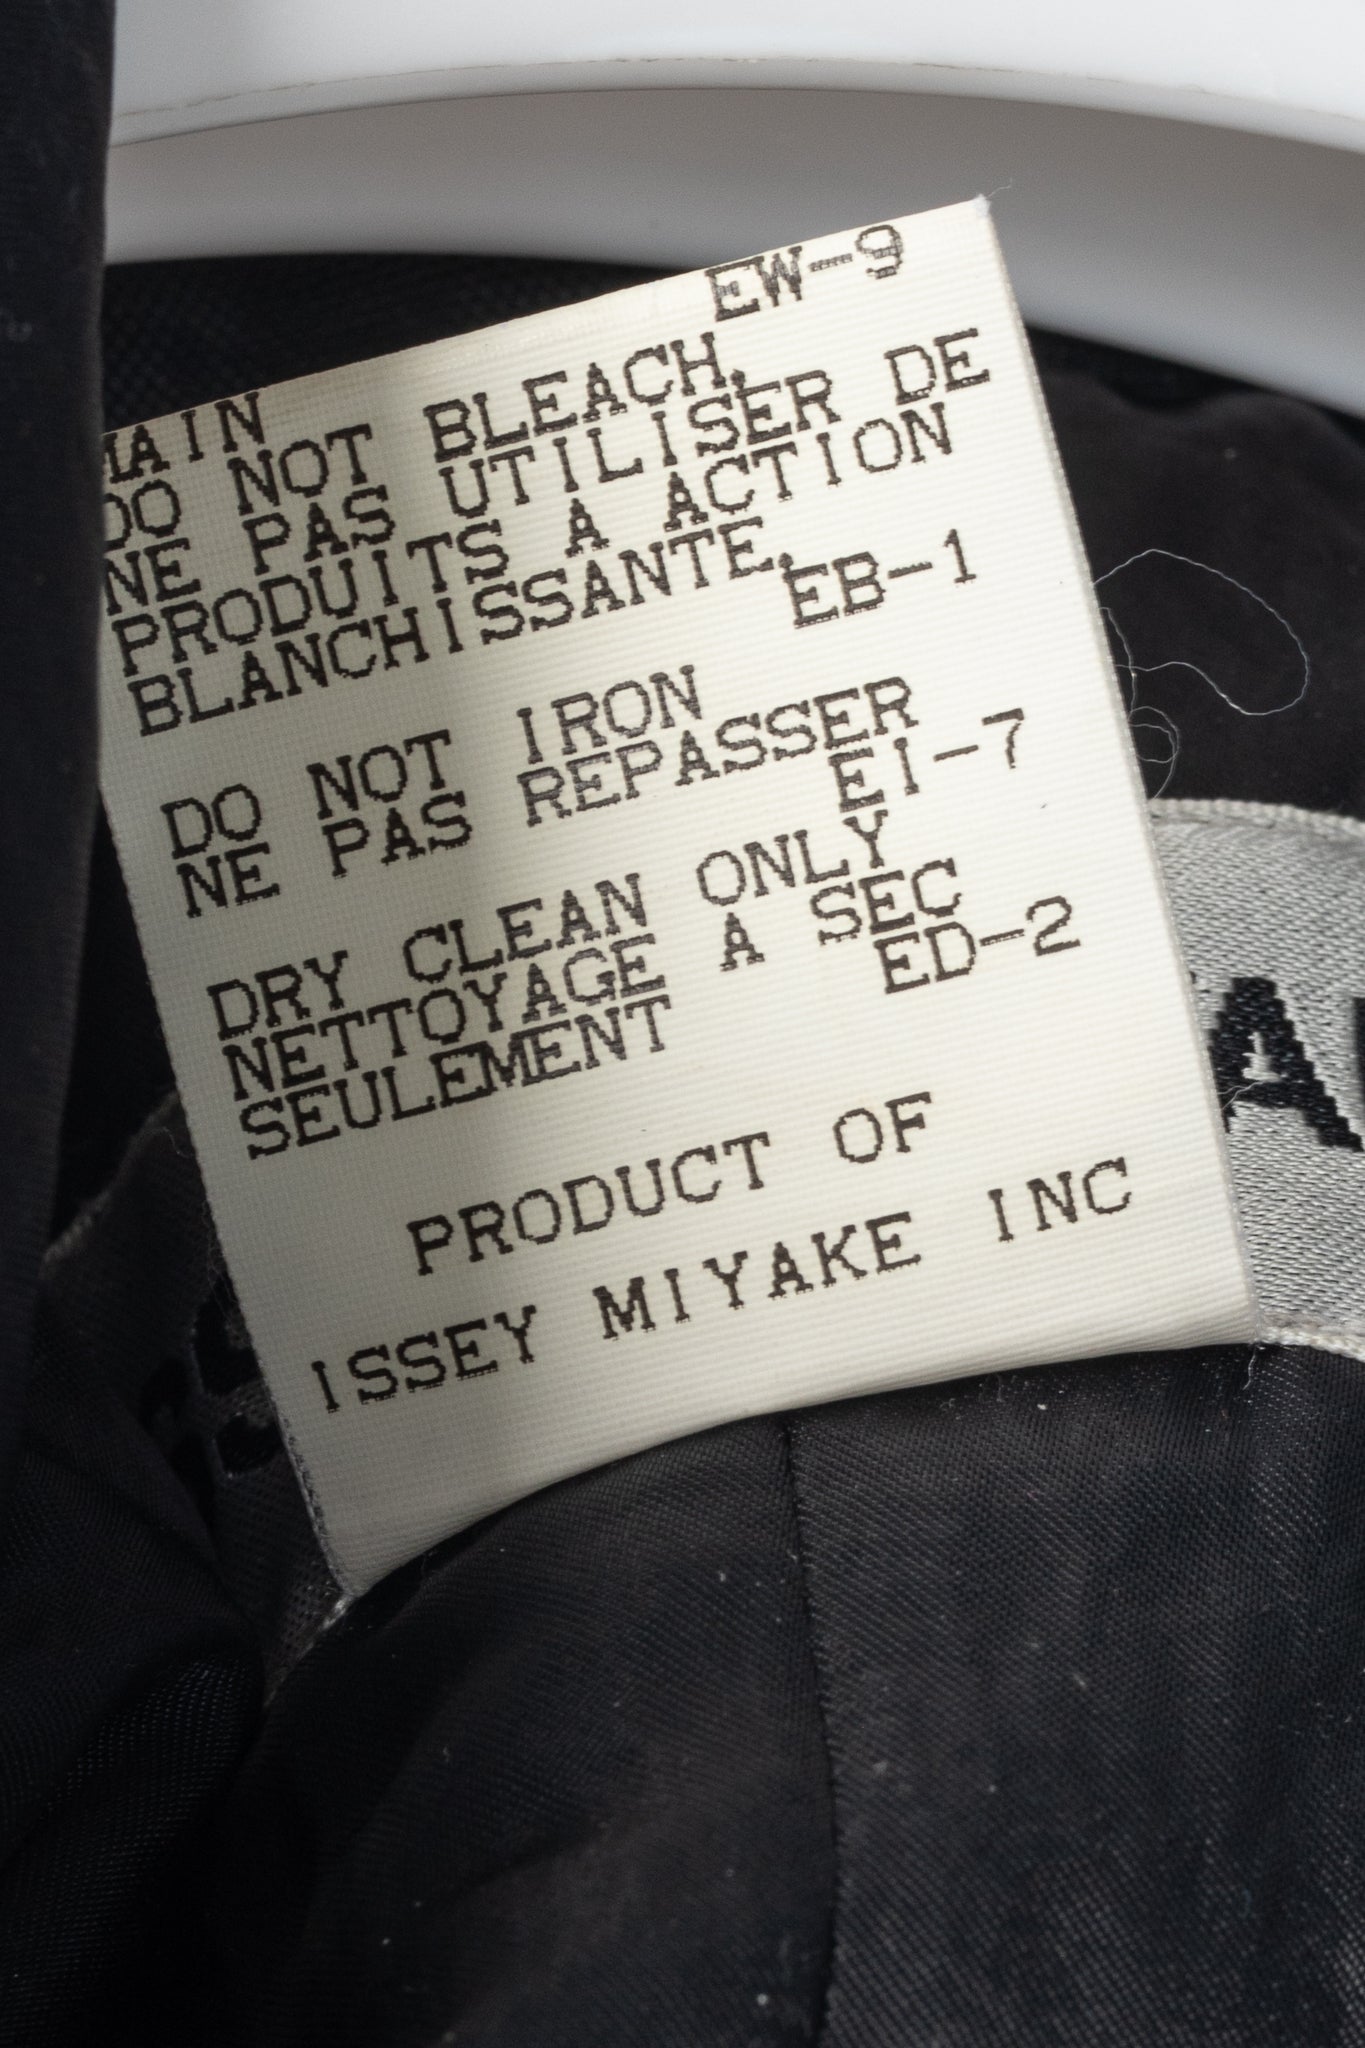 MAIN
EW-9
DO NOT BLEACH.
NE PAS UTILISER DE
PRODUITS A ACTION
BLANCHISSANTE.
EB-1
DO NOT IRON
NE PAS REPASSER
EI-7
DRY CLEAN ONLY
NETTOYAGE A SEC
SEULEMENT
ED-2
PRODUCT OF
ISSEY MIYAKE INC